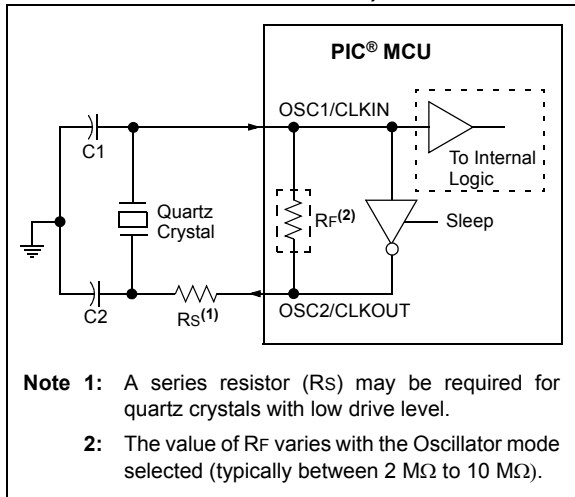 PIC® MCU
OSC1/CLKIN
C1
To Internal
Logic
Quartz
Crystal
RF(2)
Sleep
C2
RS(1)
OSC2/CLKOUT
Note 1: A series resistor (RS) may be required for
quartz crystals with low drive level.
2: The value of RF varies with the Oscillator mode
selected (typically between 2 MΩ to 10 MΩ).